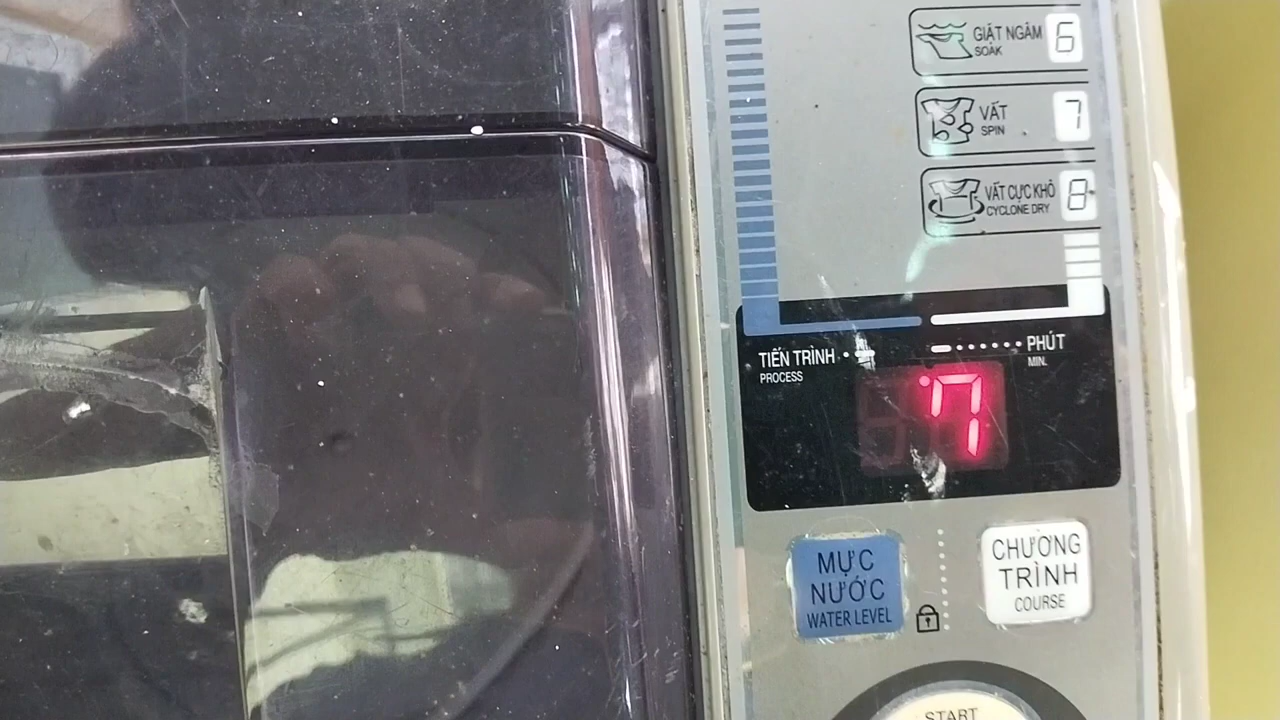 GIẶT NGÂM 6
SOAK
VẮT 7
SPIN
VẮT CỰC KHÔ 8
CYCLONE DRY
TIẾN TRÌNH
PROCESS
PHÚT
MIN.
7
MỰC
NƯỚC
WATER LEVEL
CHƯƠNG
TRÌNH
COURSE
START